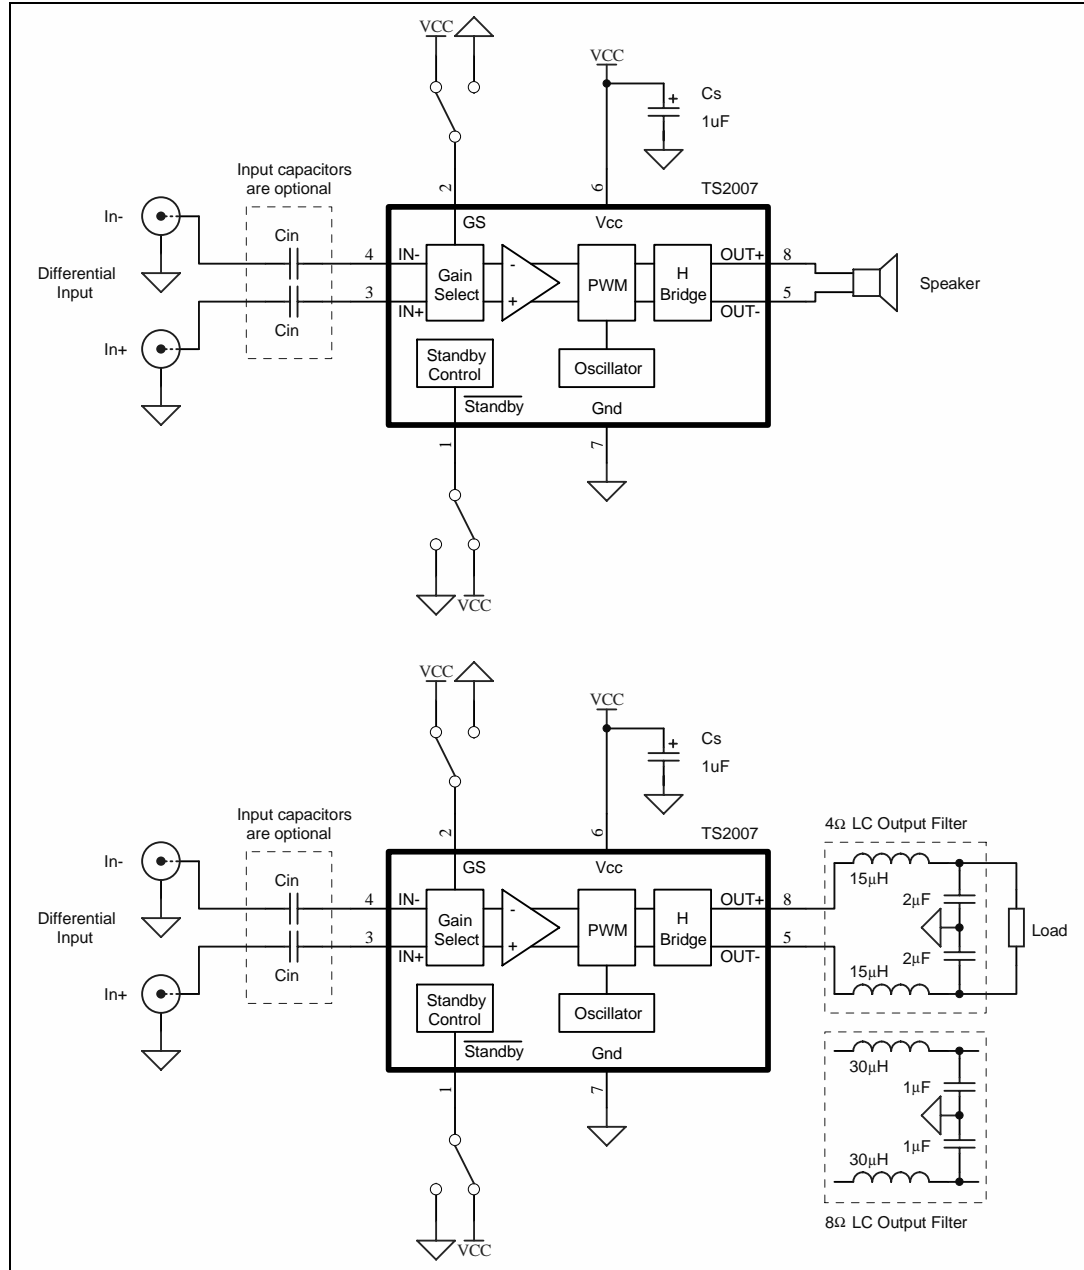 VCC
VCC
Cs
1uF
Input capacitors
are optional
2
6
TS2007
In-
Cin
GS
Vcc
4
IN-
Gain
Select
-
+
PWM
H
Bridge
OUT+
8
Differential
Input
3
IN+
OUT-
5
Speaker
Cin
In+
Standby
Control
Oscillator
Standby
Gnd
1
7
VCC
VCC
VCC
Cs
1uF
Input capacitors
are optional
2
6
TS2007
4Ω LC Output Filter
In-
Cin
GS
Vcc
15μH
4
IN-
Gain
Select
-
+
PWM
H
Bridge
OUT+
8
2μF
Differential
Input
3
IN+
OUT-
5
Load
2μF
Cin
15μH
In+
Standby
Control
Oscillator
Standby
Gnd
30μH
1
7
1μF
1μF
30μH
8Ω LC Output Filter
VCC